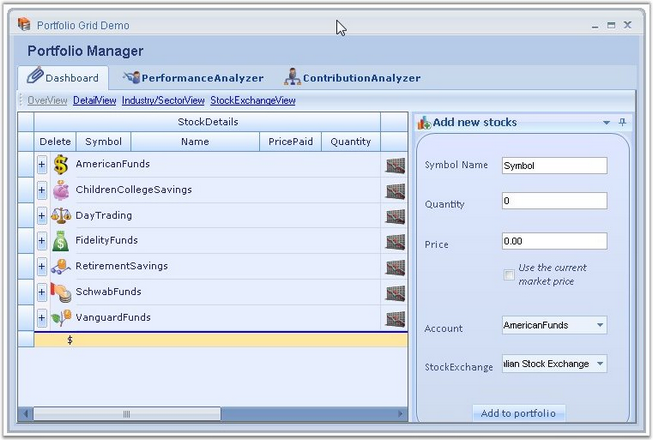 Portfolio Grid Demo
Portfolio Manager
Dashboard PerformanceAnalyzer ContributionAnalyzer
OverView DetailView Industry/SectorView StockExchangeView
StockDetails
Delete Symbol Name PricePaid Quantity
AmericanFunds
ChildrenCollegeSavings
DayTrading
FidelityFunds
RetirementSavings
SchwabFunds
VanguardFunds
$
Add new stocks
Symbol Name Symbol
Quantity 0
Price 0.00
Use the current
market price
Account AmericanFunds
StockExchange lian Stock Exchange
Add to portfolio